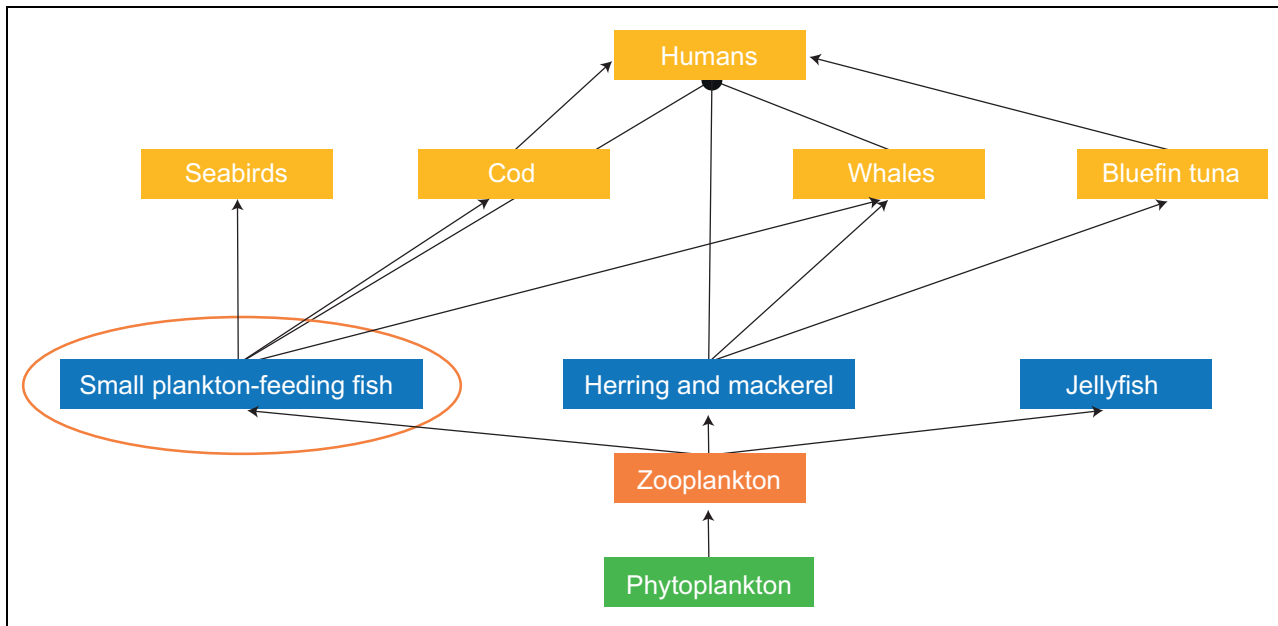 Humans
Seabirds
Cod
Whales
Bluefin tuna
Small plankton-feeding fish
Herring and mackerel
Jellyfish
Zooplankton
Phytoplankton